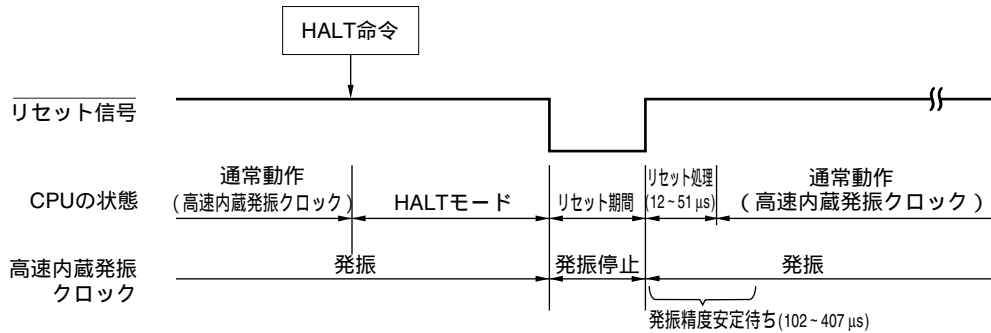 HALT命令
リセット信号
CPUの状態
通常動作
(高速内蔵発振クロック)
HALTモード
リセット期間
リセット処理
(12~51 μs)
通常動作
(高速内蔵発振クロック)
高速内蔵発振
クロック
発振
発振停止
発振
発振精度安定待ち(102~407 μs)